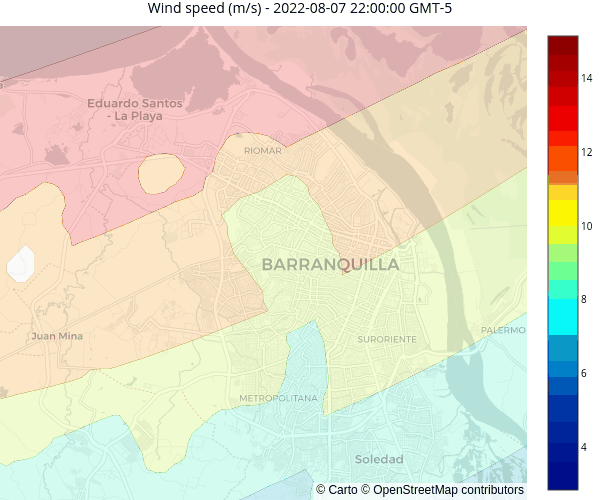 Wind speed (m/s) - 2022-08-07 22:00:00 GMT-5
Eduardo Santos
- La Playa
RIOMAR
BARRANQUILLA
Juan Mina
SURORIENTE
PALERMO
METROPOLITANA
Soledad
© Carto © OpenStreetMap contributors
14
12
10
8
6
4